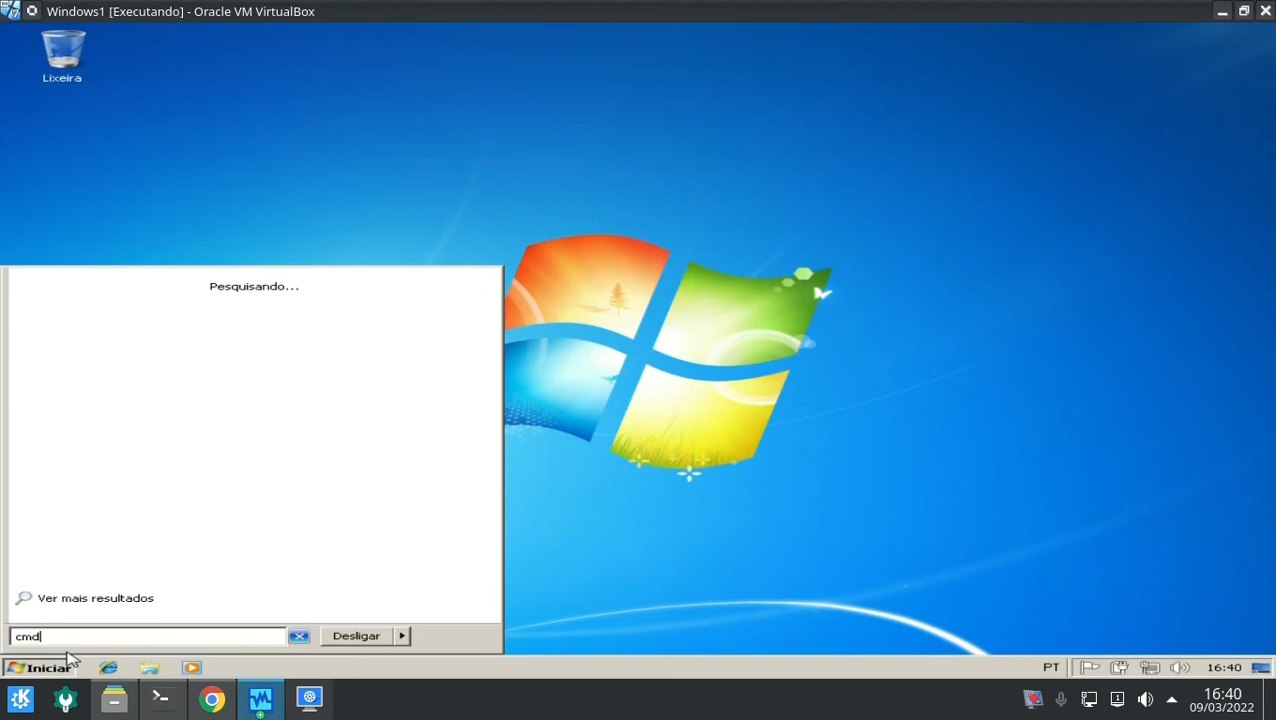 Windows1 [Executando] - Oracle VM VirtualBox
Lixeira
Pesquisando...
Ver mais resultados
cmd
Desligar
Iniciar
PT
16:40
16:40
09/03/2022